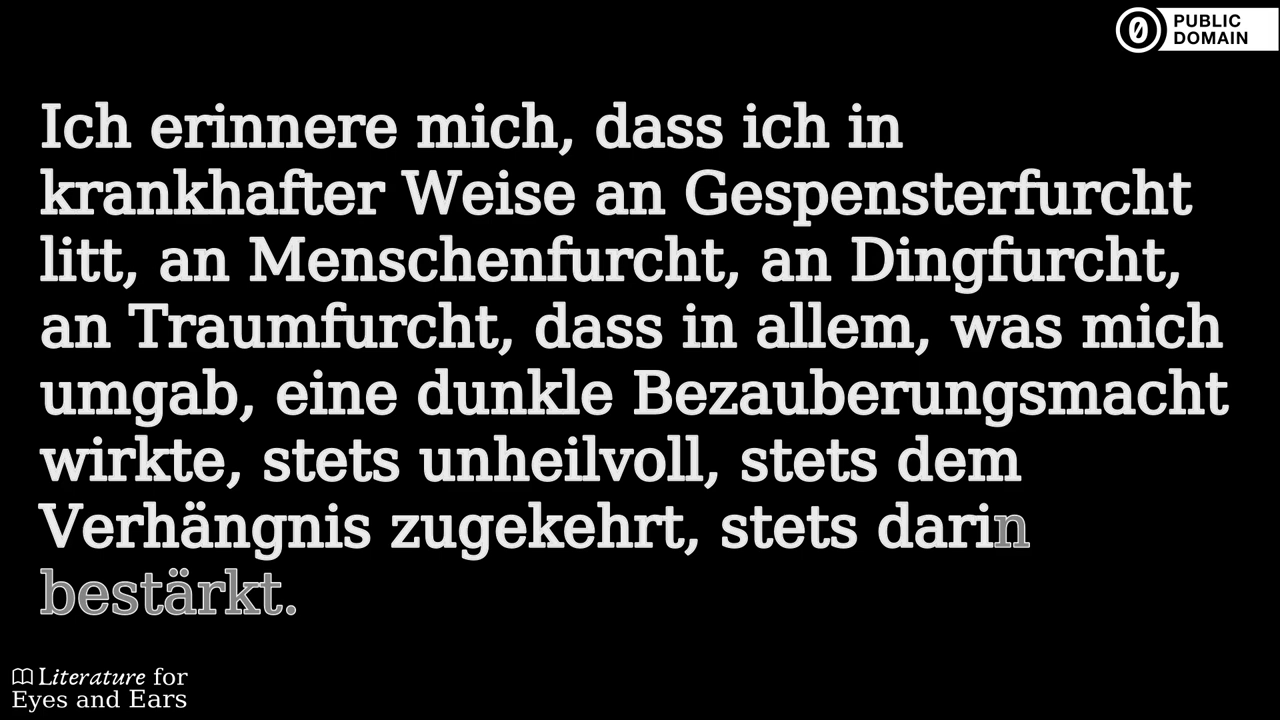 PUBLIC
DOMAIN
Ich erinnere mich, dass ich in
krankhafter Weise an Gespensterfurcht
litt, an Menschenfurcht, an Dingfurcht,
an Traumfurcht, dass in allem, was mich
umgab, eine dunkle Bezauberungsmacht
wirkte, stets unheilvoll, stets dem
Verhängnis zugekehrt, stets darin
bestärkt.
Literature for
Eyes and Ears